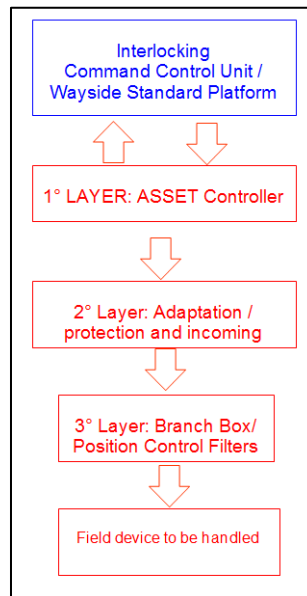 Interlocking
Command Control Unit /
Wayside Standard Platform
1° LAYER: ASSET Controller
2° Layer: Adaptation /
protection and incoming
3° Layer: Branch Box/
Position Control Filters
Field device to be handled